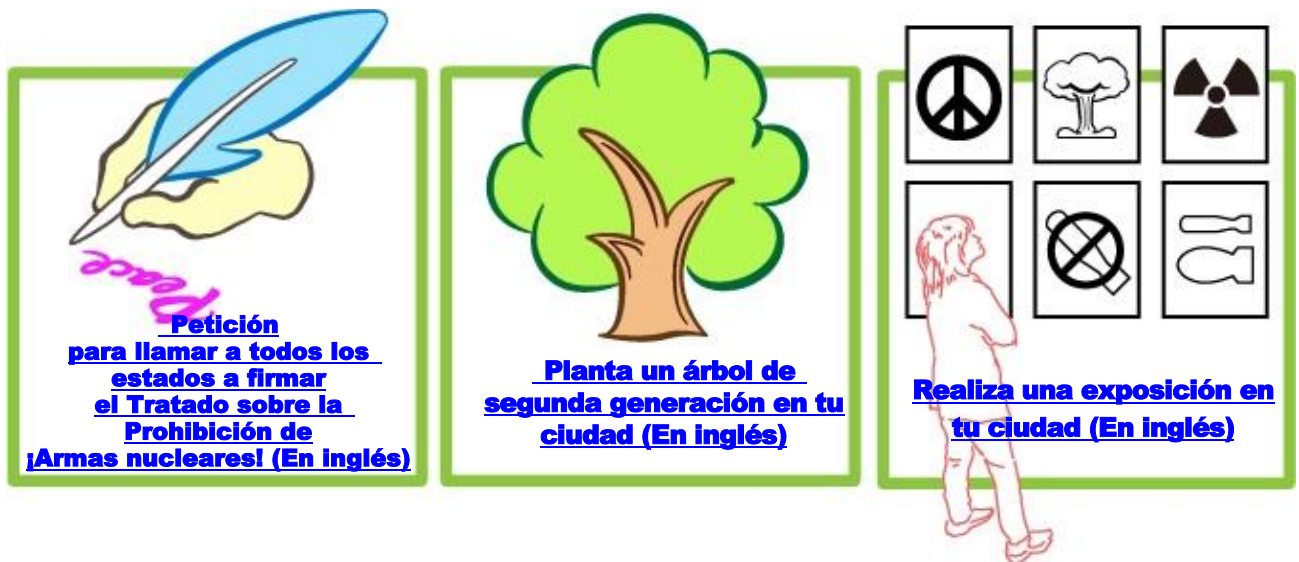 Peace
Petición
para llamar a todos los
estados a firmar
el Tratado sobre la
Prohibición de
¡Armas nucleares! (En inglés)
Planta un árbol de
segunda generación en tu
ciudad (En inglés)
Realiza una exposición en
tu ciudad (En inglés)